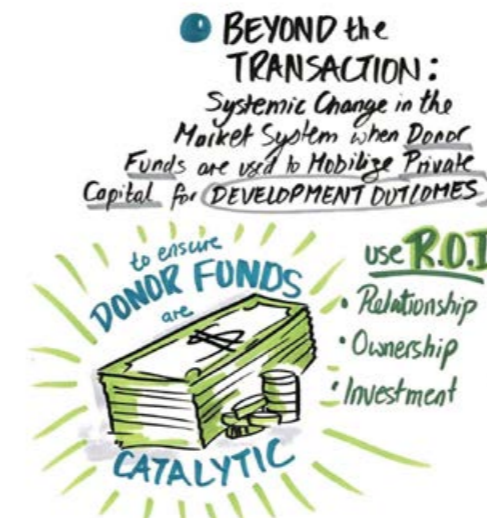 BEYOND the
TRANSACTION:
Systemic Change in the
Market System when Donor
Funds are used to Mobilize Private
Capital for DEVELOPMENT OUTCOMES
to ensure
DONOR FUNDS
are
CATALYTIC
use R.O.I
• Relationship
• Ownership
• Investment